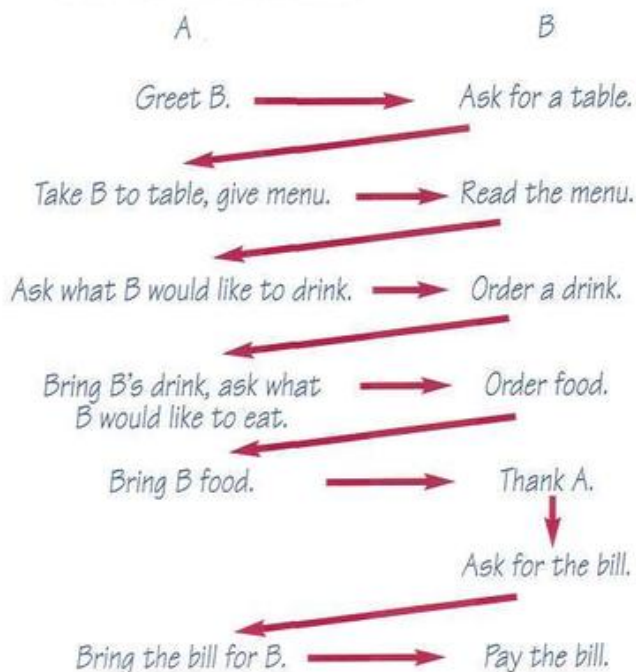 A B
Greet B. Ask for a table.
Take B to table, give menu. Read the menu.
Ask what B would like to drink. Order a drink.
Bring B's drink, ask what Order food.
B would like to eat.
Bring B food. Thank A.
Ask for the bill.
Bring the bill for B. Pay the bill.